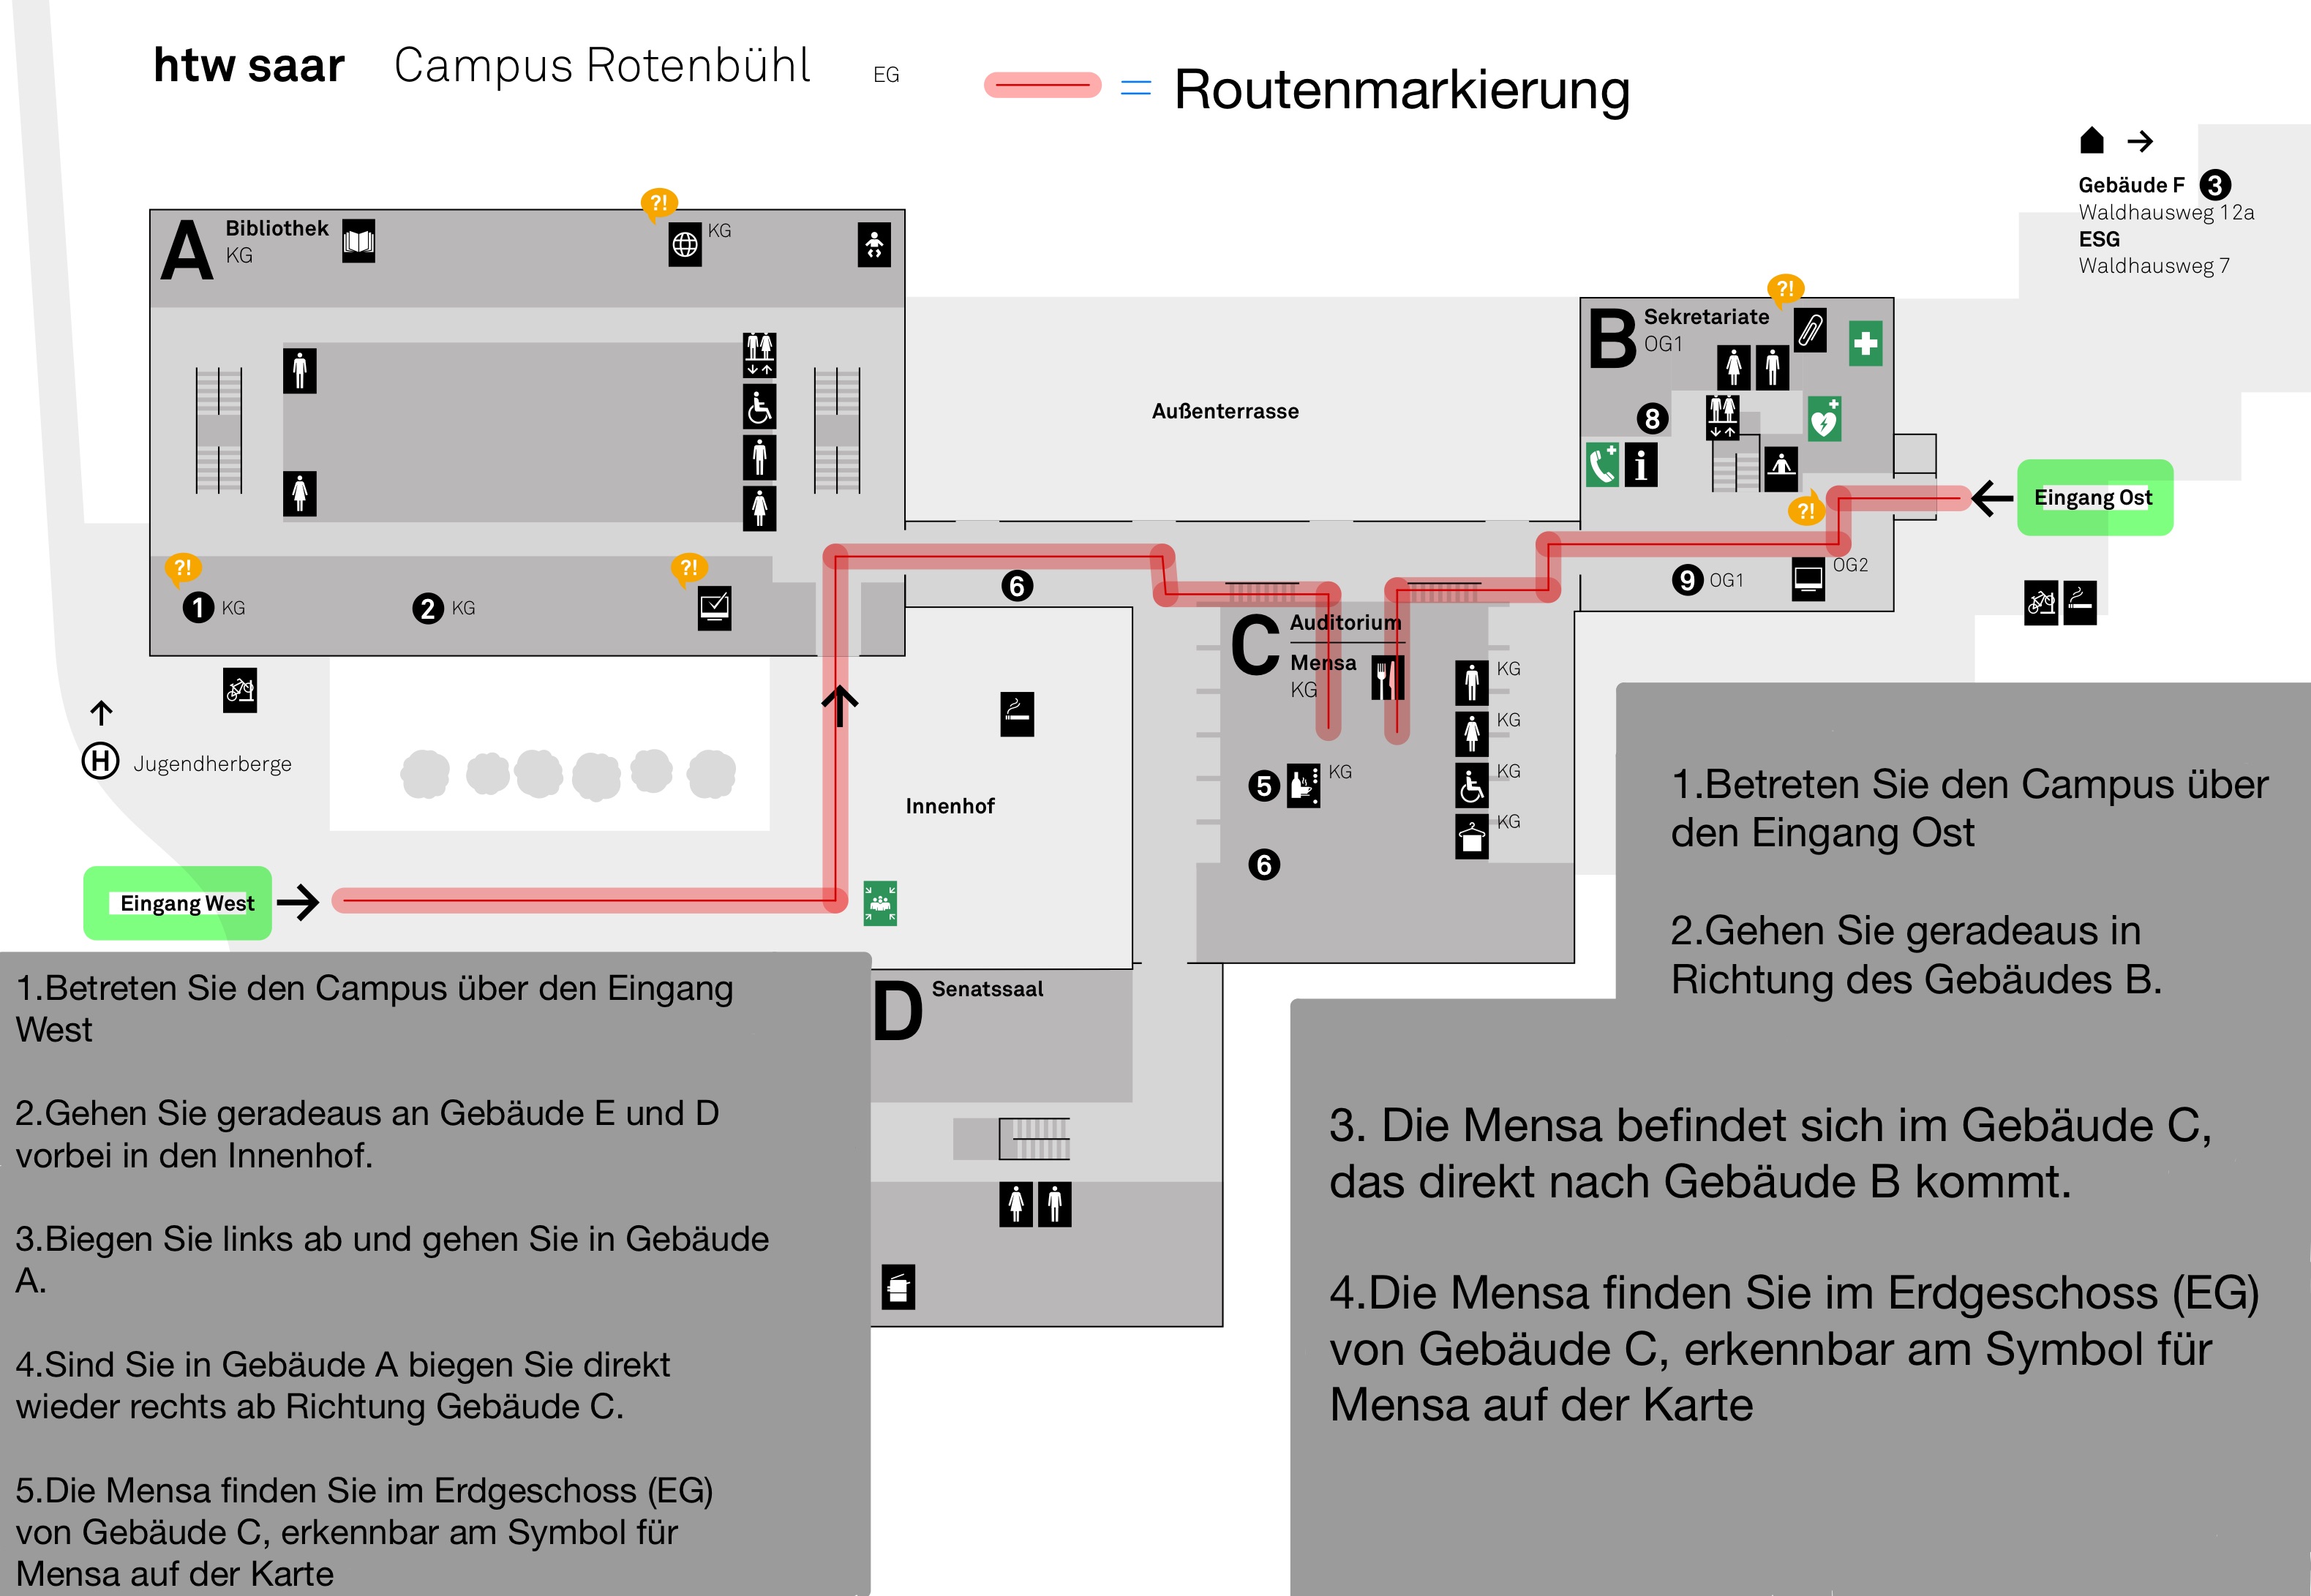 htw saar Campus Rotenbühl EG
= Routenmarkierung
Gebäude F 3
Waldhausweg 12a
ESG
Waldhausweg 7
A Bibliothek
KG
?!
KG
B Sekretariate
OG1
?!
8
i
?!
9 OG1
OG2
Eingang Ost
Außenterrasse
?!
1 KG
2 KG
?!
6
C Auditorium
Mensa
KG
KG
KG
KG
KG
5 KG
6
H Jugendherberge
Innenhof
Eingang West
D Senatssaal
1.Betreten Sie den Campus über den Eingang
West
2.Gehen Sie geradeaus an Gebäude E und D
vorbei in den Innenhof.
3.Biegen Sie links ab und gehen Sie in Gebäude
A.
4.Sind Sie in Gebäude A biegen Sie direkt
wieder rechts ab Richtung Gebäude C.
5.Die Mensa finden Sie im Erdgeschoss (EG)
von Gebäude C, erkennbar am Symbol für
Mensa auf der Karte
1.Betreten Sie den Campus über
den Eingang Ost
2.Gehen Sie geradeaus in
Richtung des Gebäudes B.
3. Die Mensa befindet sich im Gebäude C,
das direkt nach Gebäude B kommt.
4.Die Mensa finden Sie im Erdgeschoss (EG)
von Gebäude C, erkennbar am Symbol für
Mensa auf der Karte